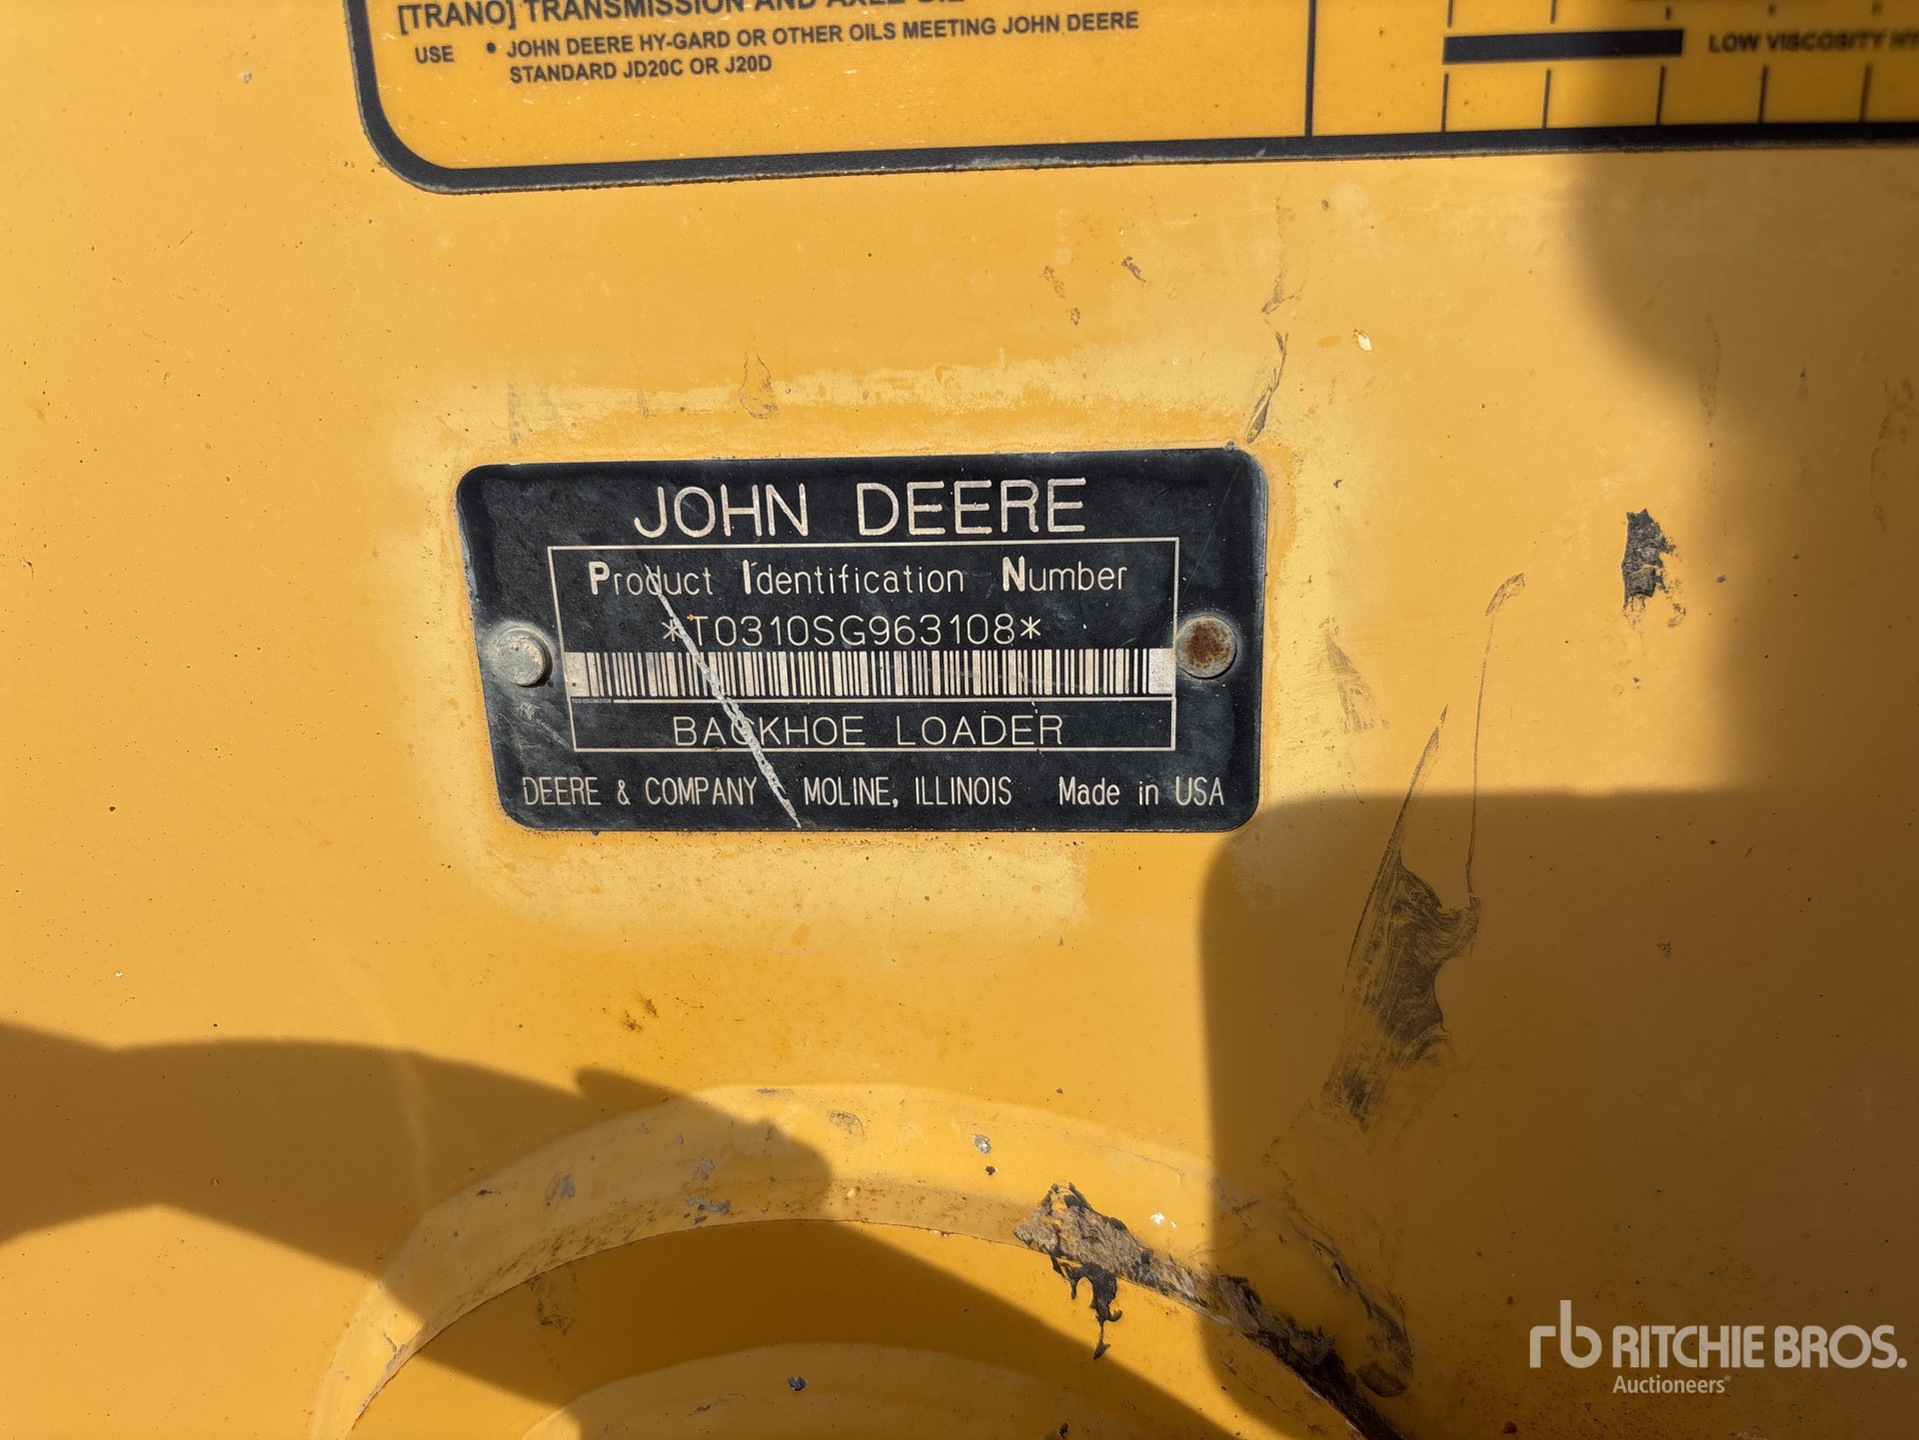 [TRANO] TRANSMISSION AND AXLE OIL
USE • JOHN DEERE HY-GARD OR OTHER OILS MEETING JOHN DEERE
STANDARD JD20C OR J20D
LOW VISCOSITY
JOHN DEERE
Product Identification Number
*T0310SG963108*
T0310SG963108
BACKHOE LOADER
DEERE & COMPANY MOLINE, ILLINOIS Made in USA
rb RITCHIE BROS.
Auctioneers®